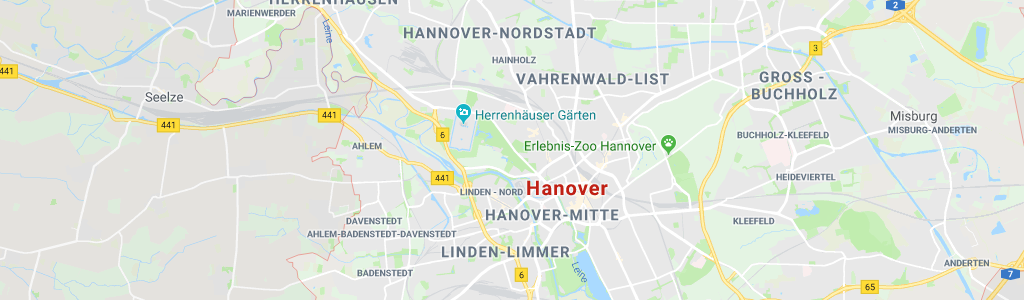 HERRENHAUSEN
MARIENWERDER
Leine
HANNOVER-NORDSTADT
HAINHOLZ
VAHRENWALD-LIST
2
3
441
Seelze
441
441
GROSS -
BUCHHOLZ
Herrenhäuser Gärten
Misburg
MISBURG-ANDERTEN
6
AHLEM
Erlebnis-Zoo Hannover
BUCHHOLZ-KLEEFELD
441
HEIDEVIERTEL
LINDEN - NORD
Hanover
HANOVER-MITTE
DAVENSTEDT
KLEEFELD
AHLEM-BADENSTEDT-DAVENSTEDT
LINDEN-LIMMER
BADENSTEDT
6
Leine
ANDERTEN
7
65